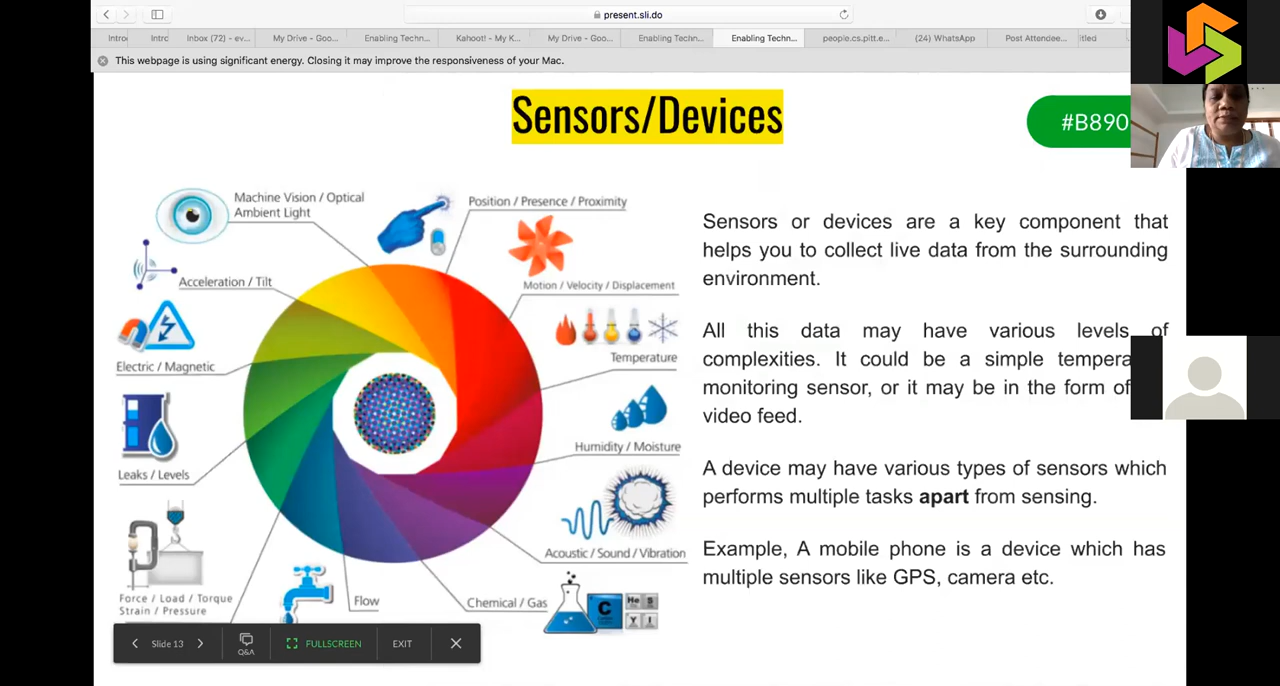 present.sli.do
Introd
Intro
Inbox (72) - ev...
My Drive - Goo...
Enabling Techn...
Kahoot! - My K...
My Drive - Goo...
Enabling Techn...
Enabling Techn...
people.cs.pitt.e...
(24) WhatsApp
Post Attendee...
itled
This webpage is using significant energy. Closing it may improve the responsiveness of your Mac.
Sensors/Devices
#B890
Machine Vision / Optical
Ambient Light
Position / Presence / Proximity
Acceleration / Tilt
Motion / Velocity / Displacement
Electric / Magnetic
Temperature
Leaks / Levels
Humidity / Moisture
Force / Load / Torque
Strain / Pressure
Acoustic / Sound / Vibration
Flow
Chemical / Gas
C
He
S
Y
I
Sensors or devices are a key component that
helps you to collect live data from the surrounding
environment.
All this data may have various levels of
complexities. It could be a simple tempera
monitoring sensor, or it may be in the form of
video feed.
A device may have various types of sensors which
performs multiple tasks apart from sensing.
Example, A mobile phone is a device which has
multiple sensors like GPS, camera etc.
Slide 13
Q&A
FULLSCREEN
EXIT